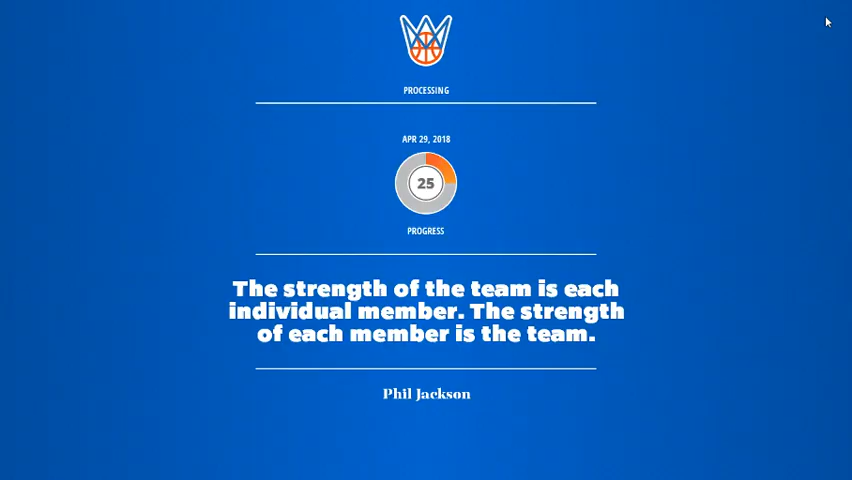 PROCESSING
APR 29, 2018
25
PROGRESS
The strength of the team is each
individual member. The strength
of each member is the team.
Phil Jackson